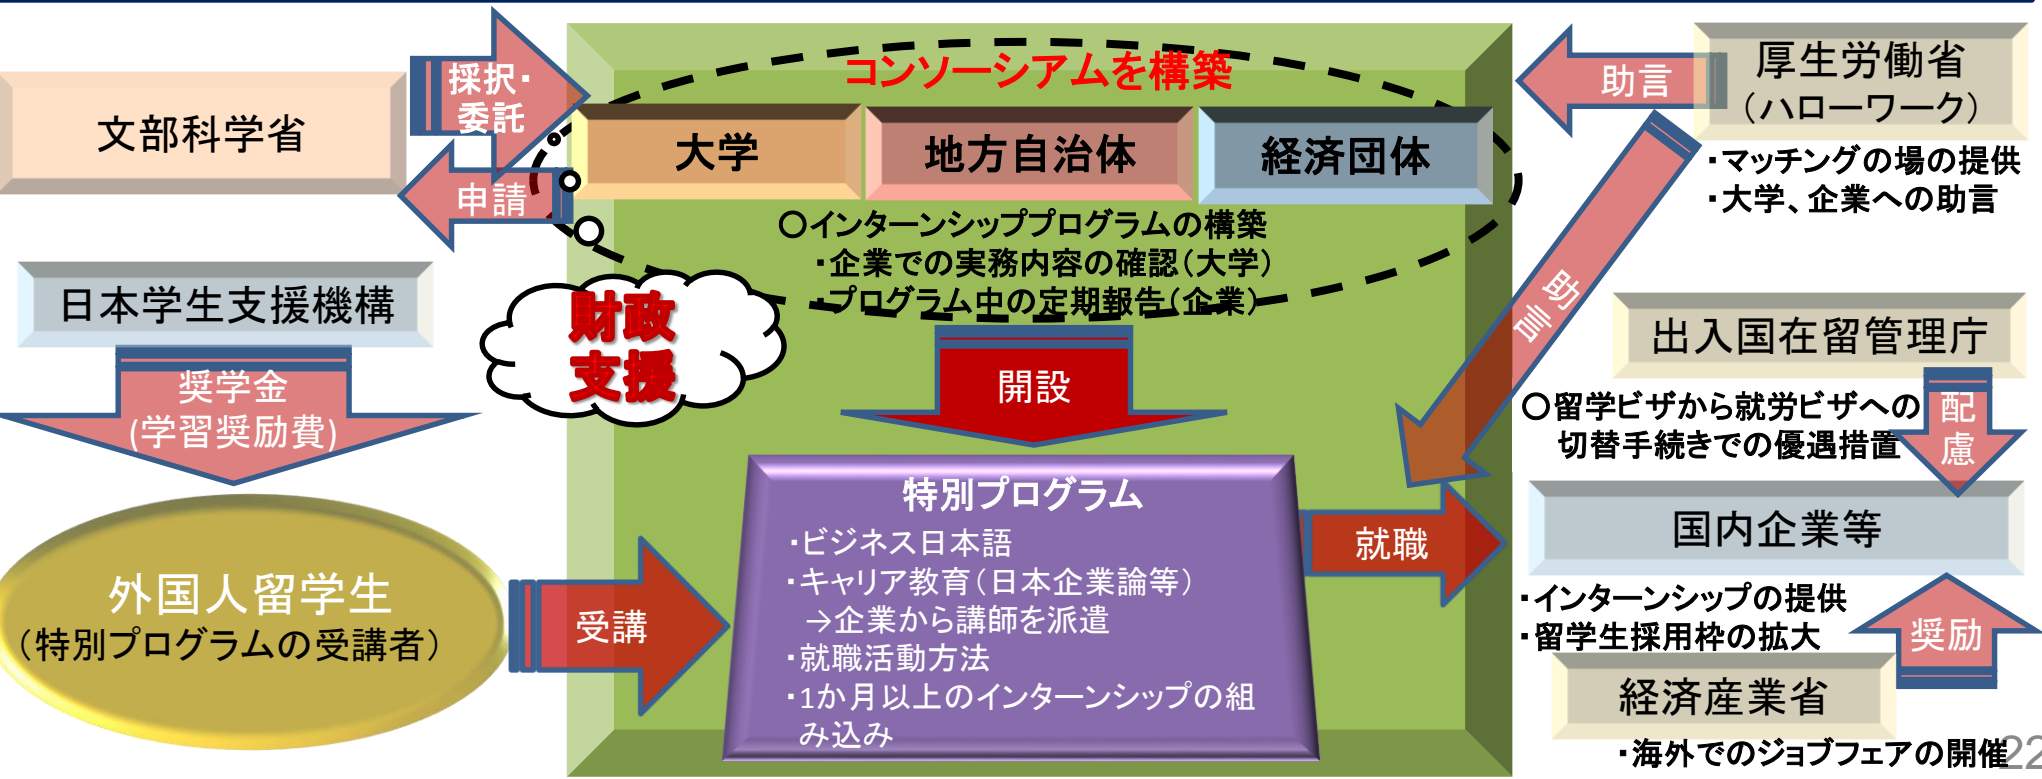 文部科学省
採択・
委託
申請
コンソーシアムを構築
大学
地方自治体
経済団体
○インターンシッププログラムの構築
・企業での実務内容の確認（大学）
・プログラム中の定期報告（企業）
助言
厚生労働省
（ハローワーク）
・マッチングの場の提供
・大学、企業への助言
助言
日本学生支援機構
奨学金
(学習奨励費)
財政
支援
開設
出入国在留管理庁
○留学ビザから就労ビザへの
切替手続きでの優遇措置
配慮
外国人留学生
（特別プログラムの受講者）
受講
特別プログラム
・ビジネス日本語
・キャリア教育（日本企業論等）
→企業から講師を派遣
・就職活動方法
・1か月以上のインターンシップの組
み込み
就職
国内企業等
・インターンシップの提供
・留学生採用枠の拡大
奨励
経済産業省
・海外でのジョブフェアの開催
22